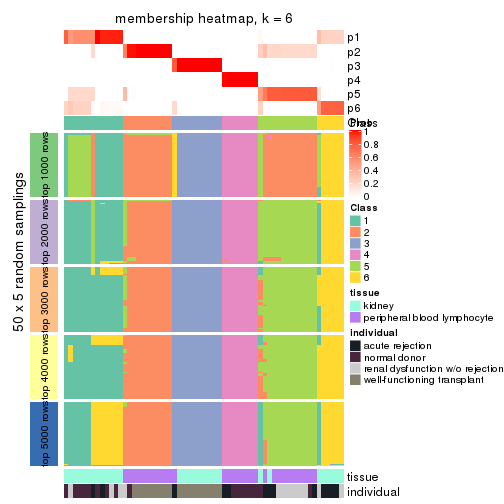 membership heatmap, k = 6
p1
p2
p3
p4
p5
p6
Class
Prob
1
0.8
0.6
0.4
0.2
0
50 x 5 random samplings
top 1000 rows
top 2000 rows
top 3000 rows
top 4000 rows
top 5000 rows
Class
1
2
3
4
5
6
tissue
kidney
peripheral blood lymphocyte
individual
acute rejection
normal donor
renal dysfunction w/o rejection
well-functioning transplant
tissue
individual